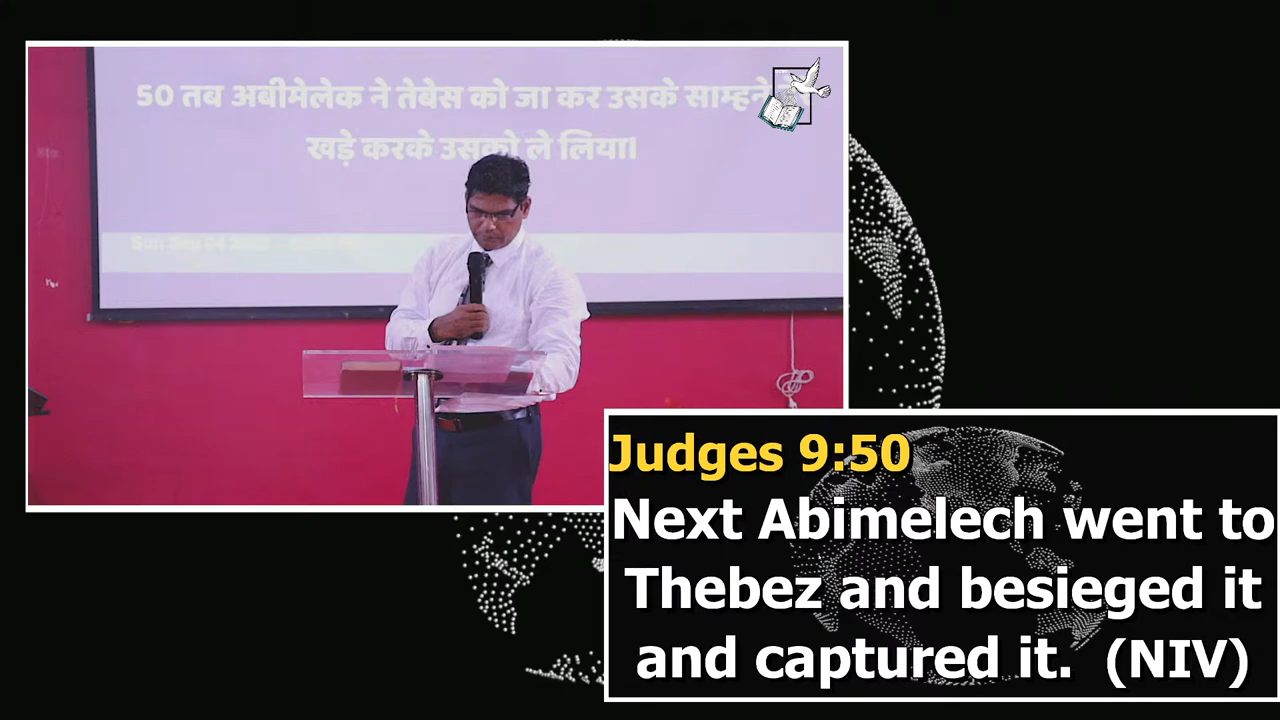 50 तब अबीमेलेक ने तेबेस को जा कर उसके साम्हने
खड़े करके उसको ले लिया।
Judges 9:50
Next Abimelech went to
Thebez and besieged it
and captured it. (NIV)